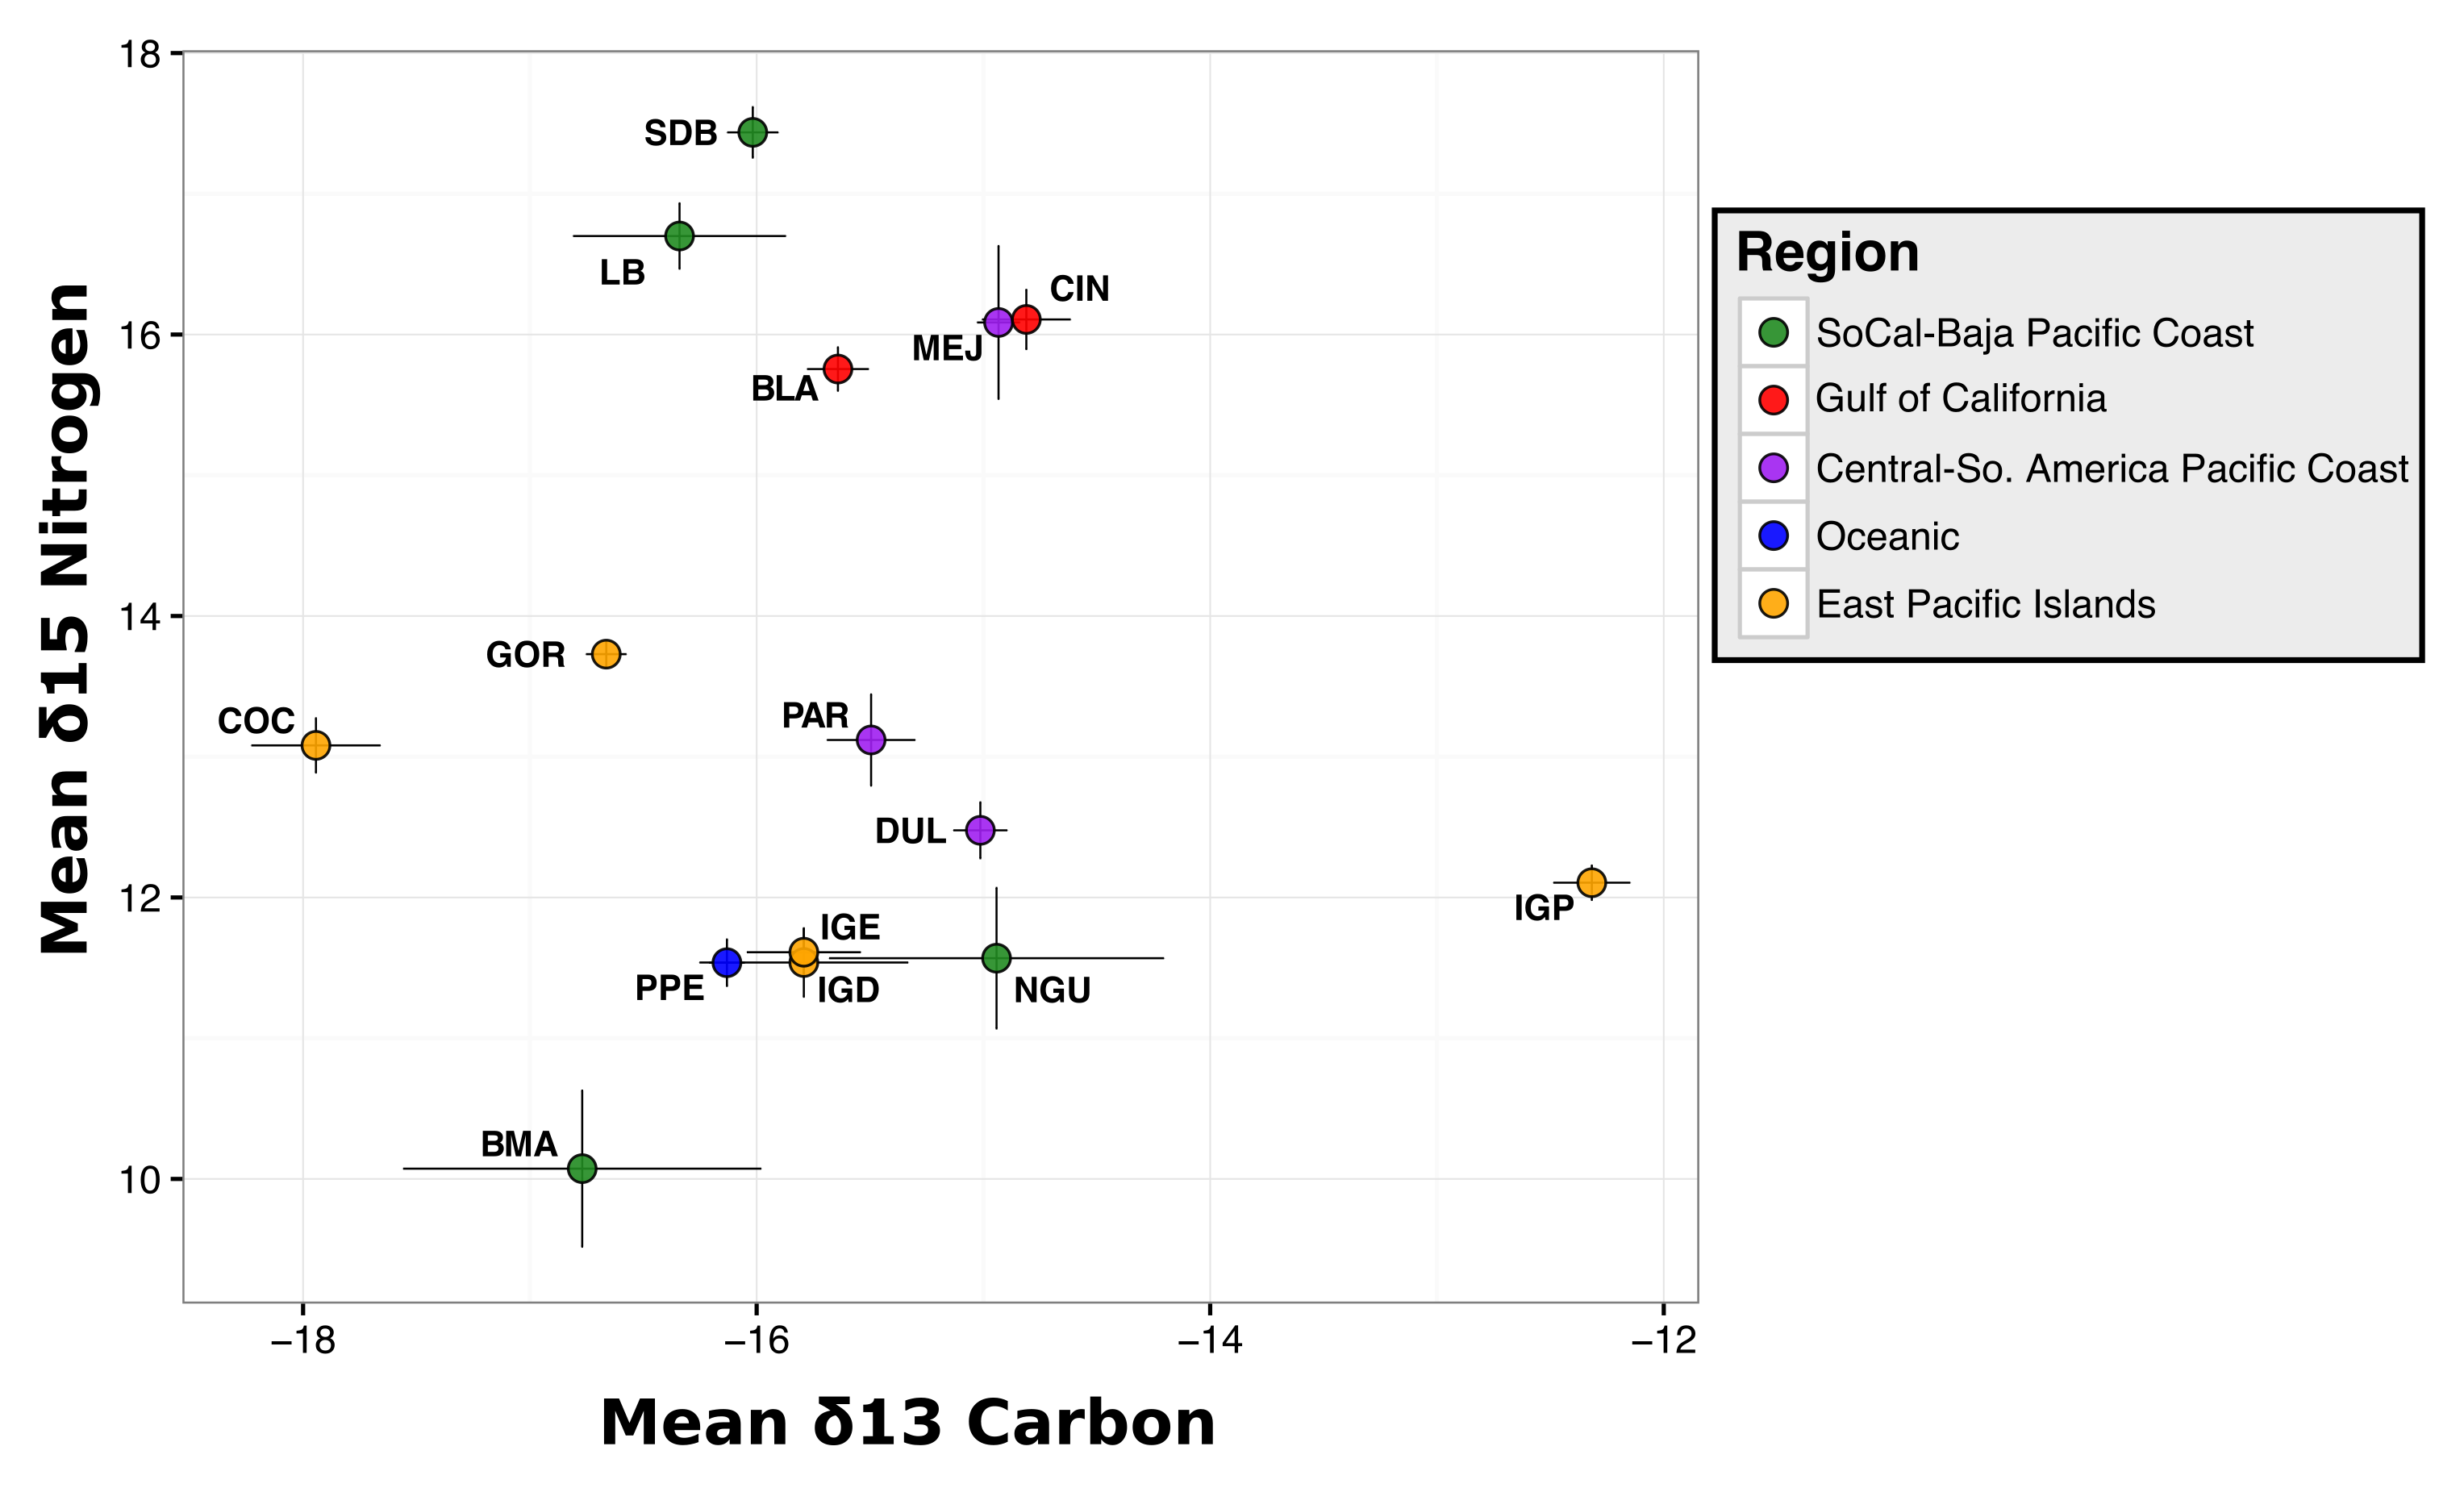 Mean δ15 Nitrogen
18
16
14
12
10
SDB
LB
CIN
MEJ
BLA
GOR
COC
PAR
DUL
IGP
IGE
PPE
IGD
NGU
BMA
−18
−16
−14
−12
Mean δ13 Carbon
Region
SoCal-Baja Pacific Coast
Gulf of California
Central-So. America Pacific Coast
Oceanic
East Pacific Islands